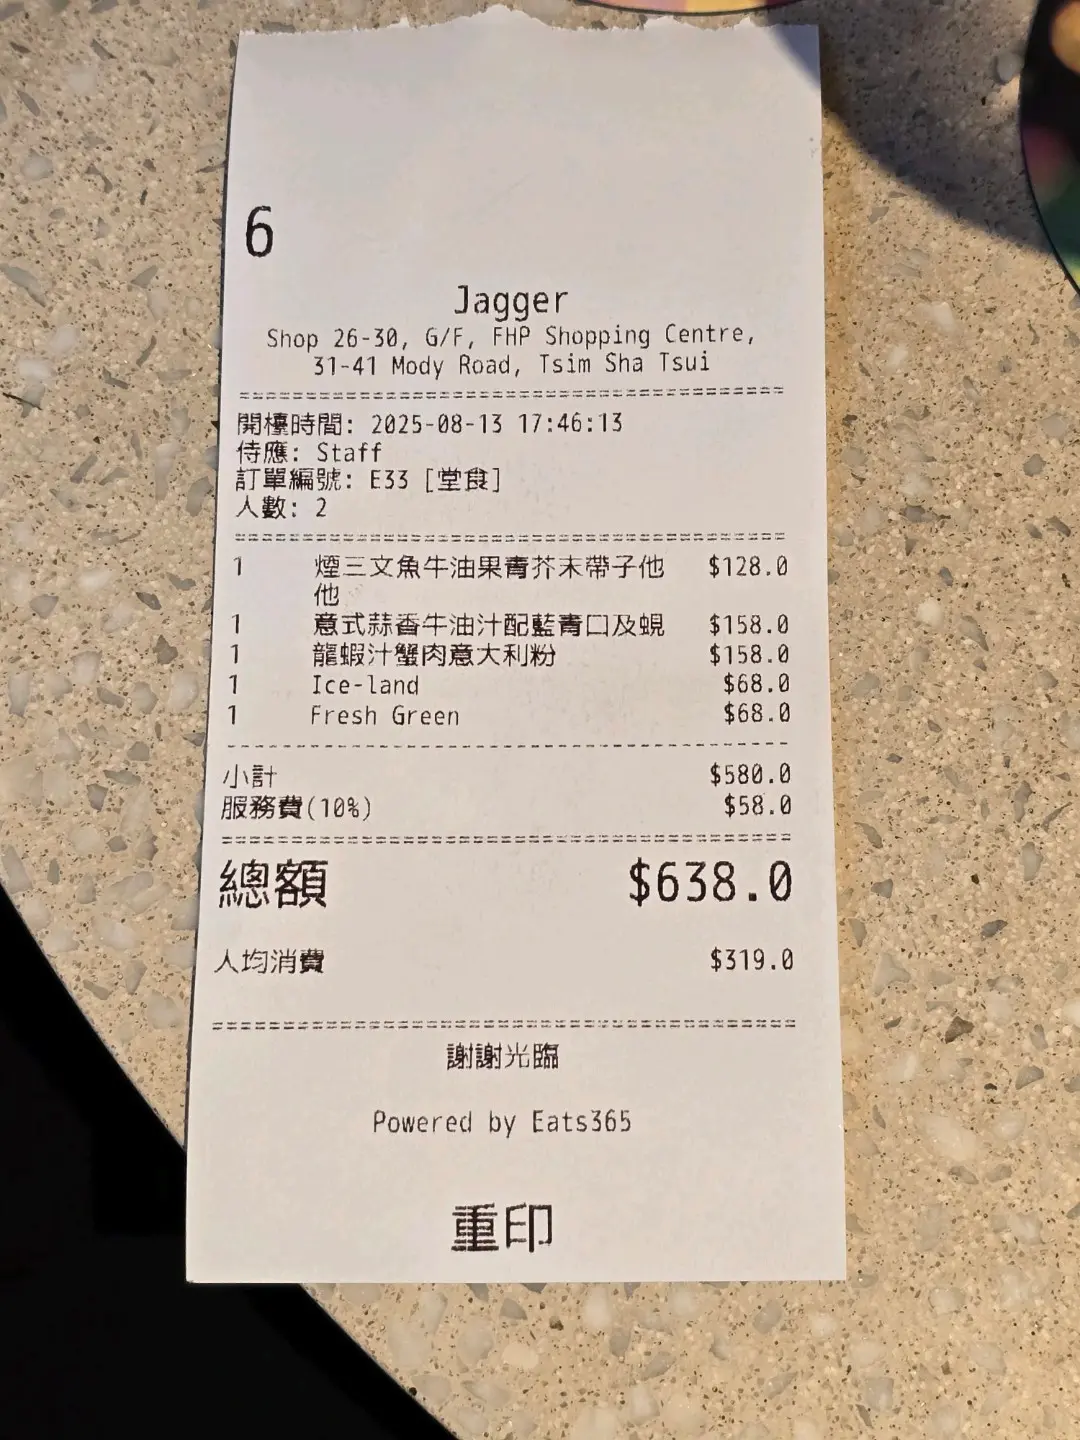 6
Jagger
Shop 26-30, G/F, FHP Shopping Centre,
31-41 Mody Road, Tsim Sha Tsui
開檯時間: 2025-08-13 17:46:13
侍應: Staff
訂單編號: E33 [堂食]
人數: 2
1 煙三文魚牛油果青芥末帶子他 $128.0
他
1 意式蒜香牛油汁配藍青口及蜆 $158.0
1 龍蝦汁蟹肉意大利粉 $158.0
1 Ice-land $68.0
1 Fresh Green $68.0
小計 $580.0
服務費(10%) $58.0
總額 $638.0
人均消費 $319.0
謝謝光臨
Powered by Eats365
重印